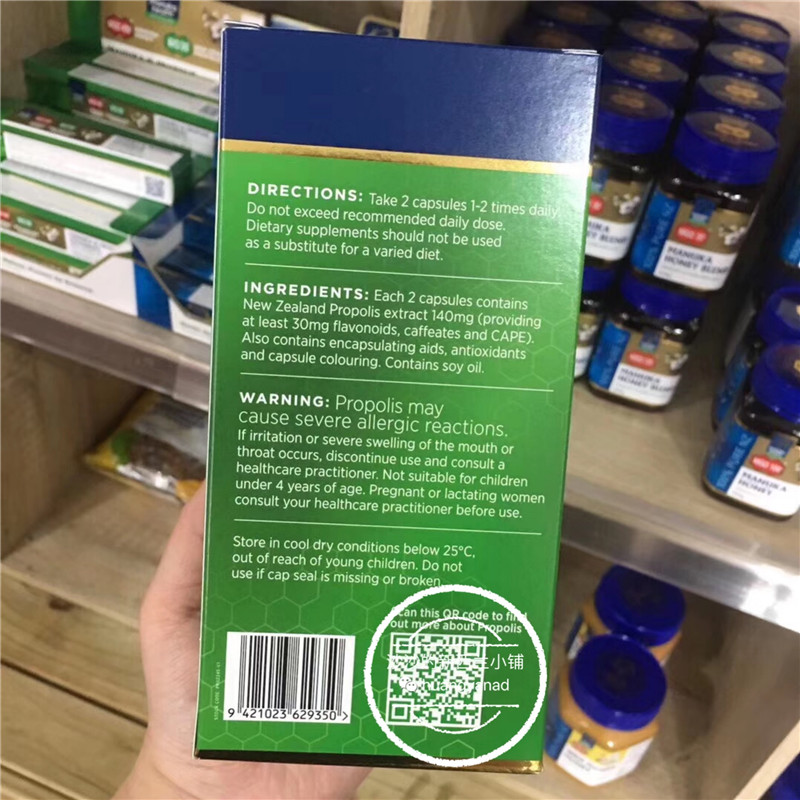 DIRECTIONS: Take 2 capsules 1-2 times daily.
Do not exceed recommended daily dose.
Dietary supplements should not be used
as a substitute for a varied diet.
INGREDIENTS: Each 2 capsules contains
New Zealand Propolis extract 140mg (providing
at least 30mg flavonoids, caffeates and CAPE).
Also contains encapsulating aids, antioxidants
and capsule colouring. Contains soy oil.
WARNING: Propolis may
cause severe allergic reactions.
If irritation or severe swelling of the mouth or
throat occurs, discontinue use and consult a
healthcare practitioner. Not suitable for children
under 4 years of age. Pregnant or lactating women
consult your healthcare practitioner before use.
Store in cool dry conditions below 25°C,
out of reach of young children. Do not
use if cap seal is missing or broken.
Scan this QR code to find
out more about Propolis
小铺
9 421023 629350 >
MANUKA
HONEY BLEND
MANUKA
HONEY BLEND
MANUKA
HONEY